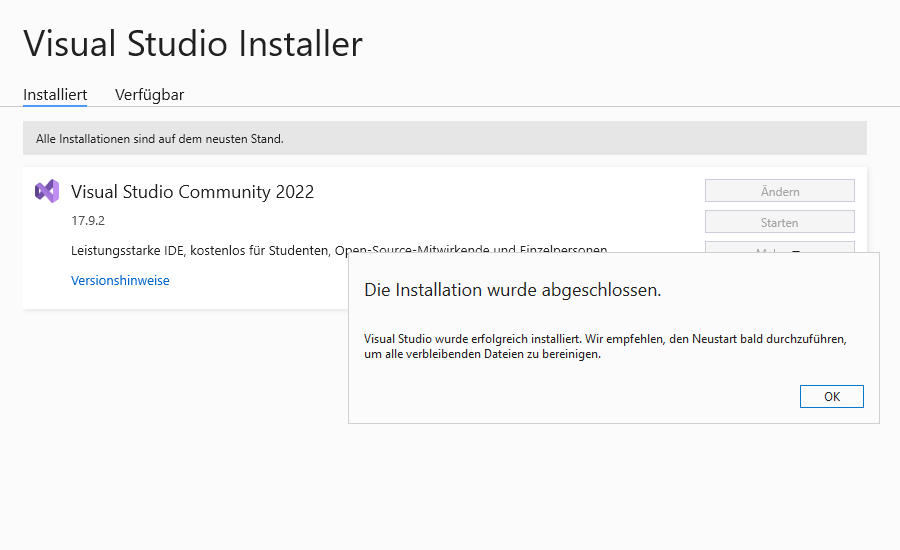 Visual Studio Installer
Installiert Verfügbar
Alle Installationen sind auf dem neusten Stand.
Visual Studio Community 2022
Ändern
17.9.2
Starten
Leistungsstarke IDE, kostenlos für Studenten, Open-Source-Mitwirkende und Einzelpersonen
Versionshinweise
Die Installation wurde abgeschlossen.
Visual Studio wurde erfolgreich installiert. Wir empfehlen, den Neustart bald durchzuführen,
um alle verbleibenden Dateien zu bereinigen.
OK